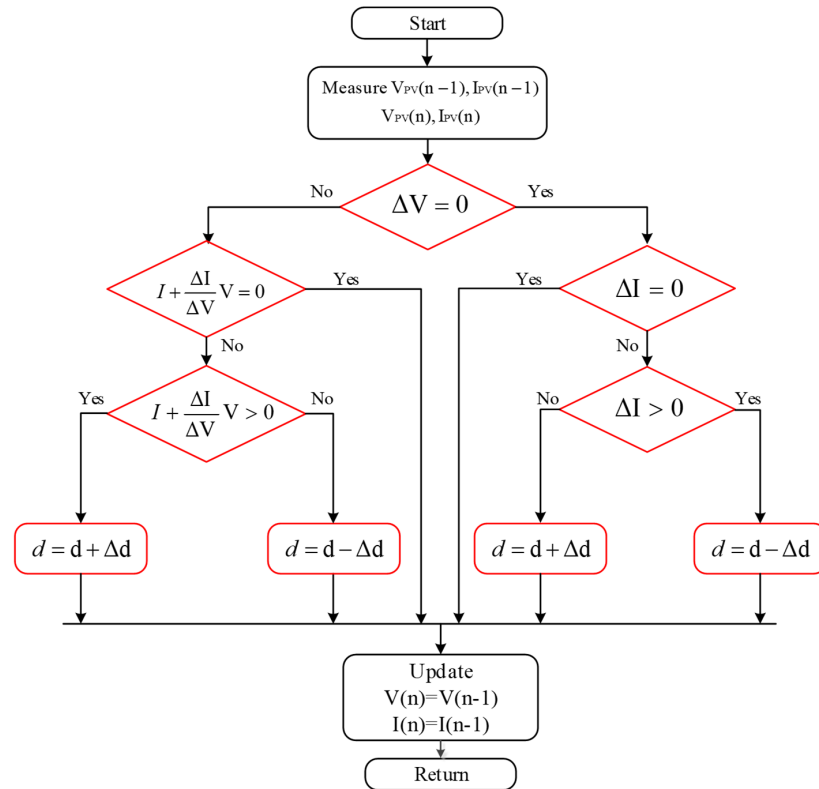 Start
Measure VPV(n−1), IPV(n−1)
VPV(n), IPV(n)
ΔV = 0
No
Yes
I + ΔI/ΔV V = 0
Yes
Yes
ΔI = 0
No
No
I + ΔI/ΔV V > 0
Yes
No
No
ΔI > 0
Yes
d = d + Δd
d = d − Δd
d = d + Δd
d = d − Δd
Update
V(n)=V(n-1)
I(n)=I(n-1)
Return